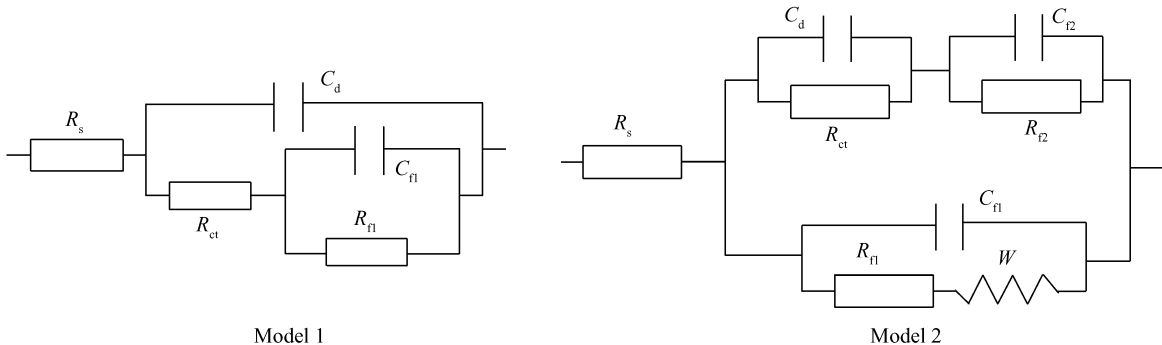 C_d
R_s
C_f1
R_ct
R_f1
Model 1
C_d
C_f2
R_s
R_ct
R_f2
C_f1
R_f1
W
Model 2